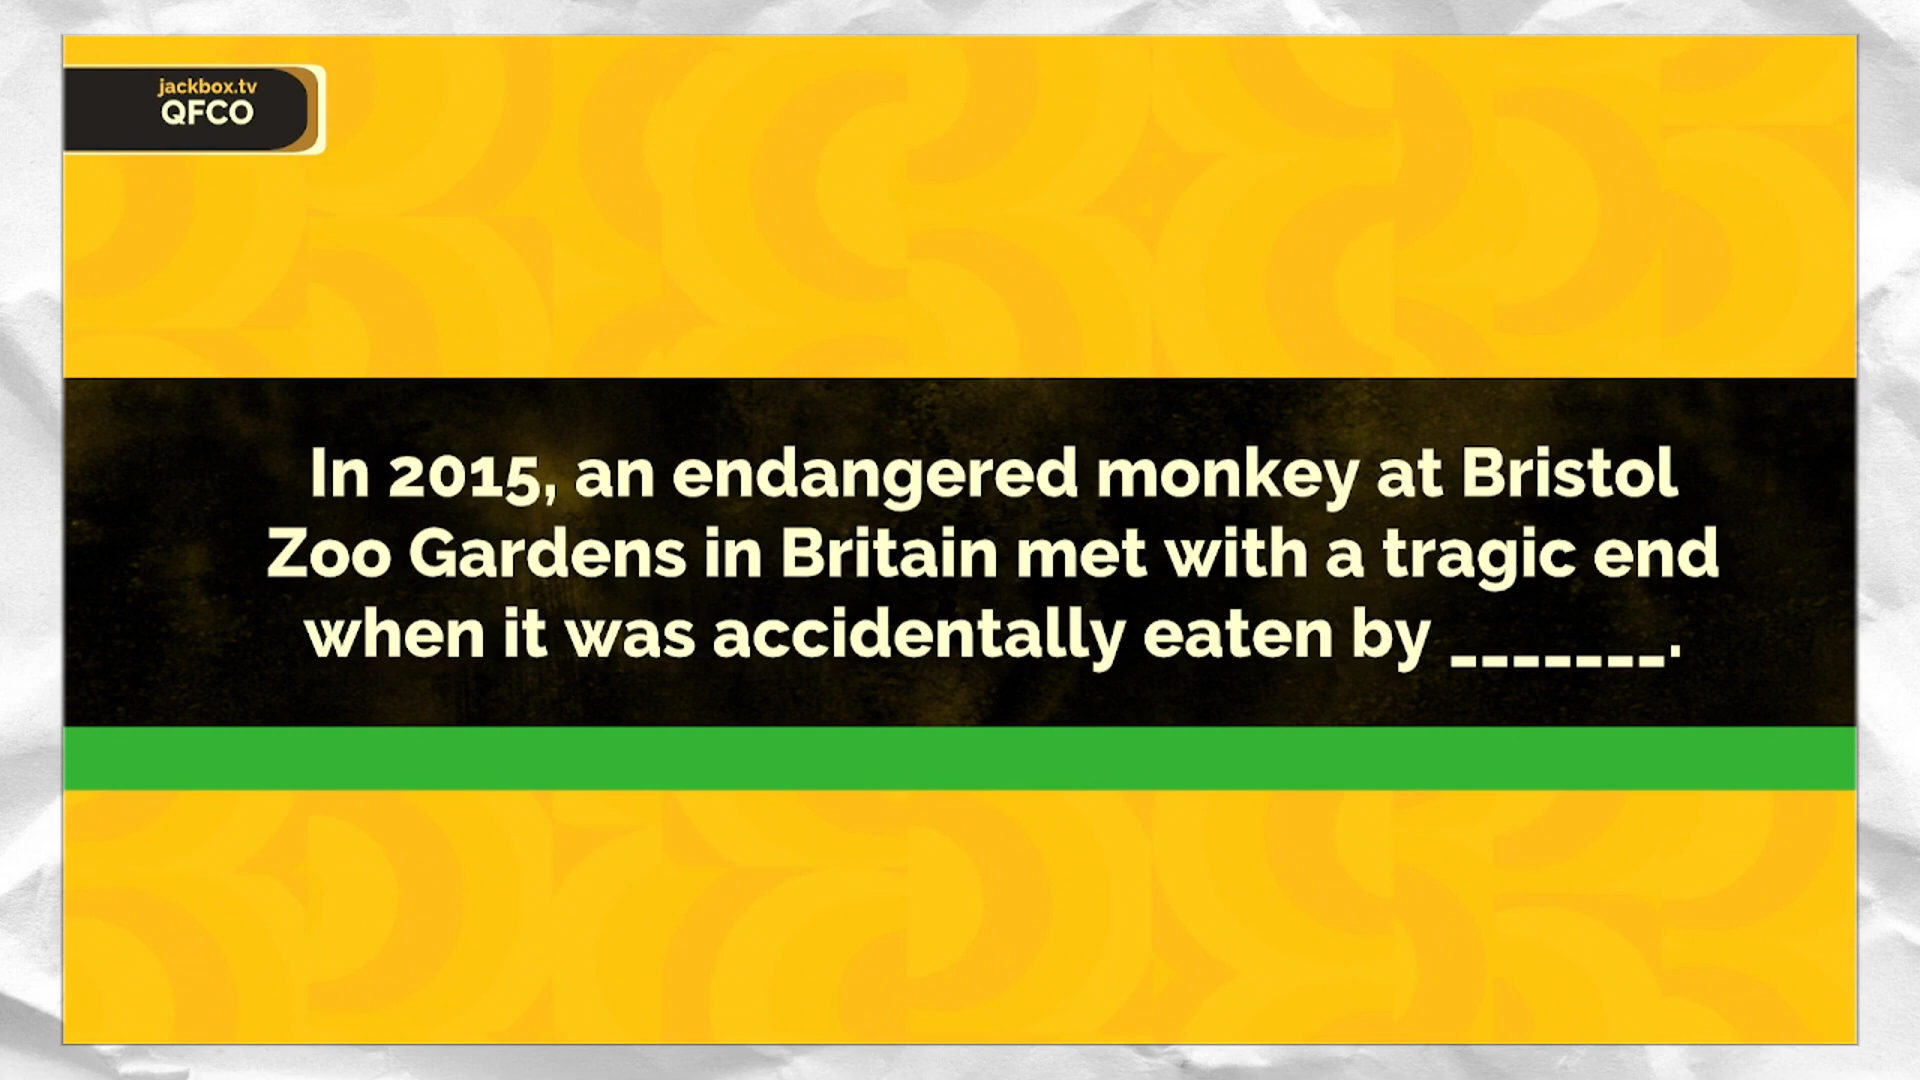 jackbox.tv
QFCO
In 2015, an endangered monkey at Bristol
Zoo Gardens in Britain met with a tragic end
when it was accidentally eaten by _______.